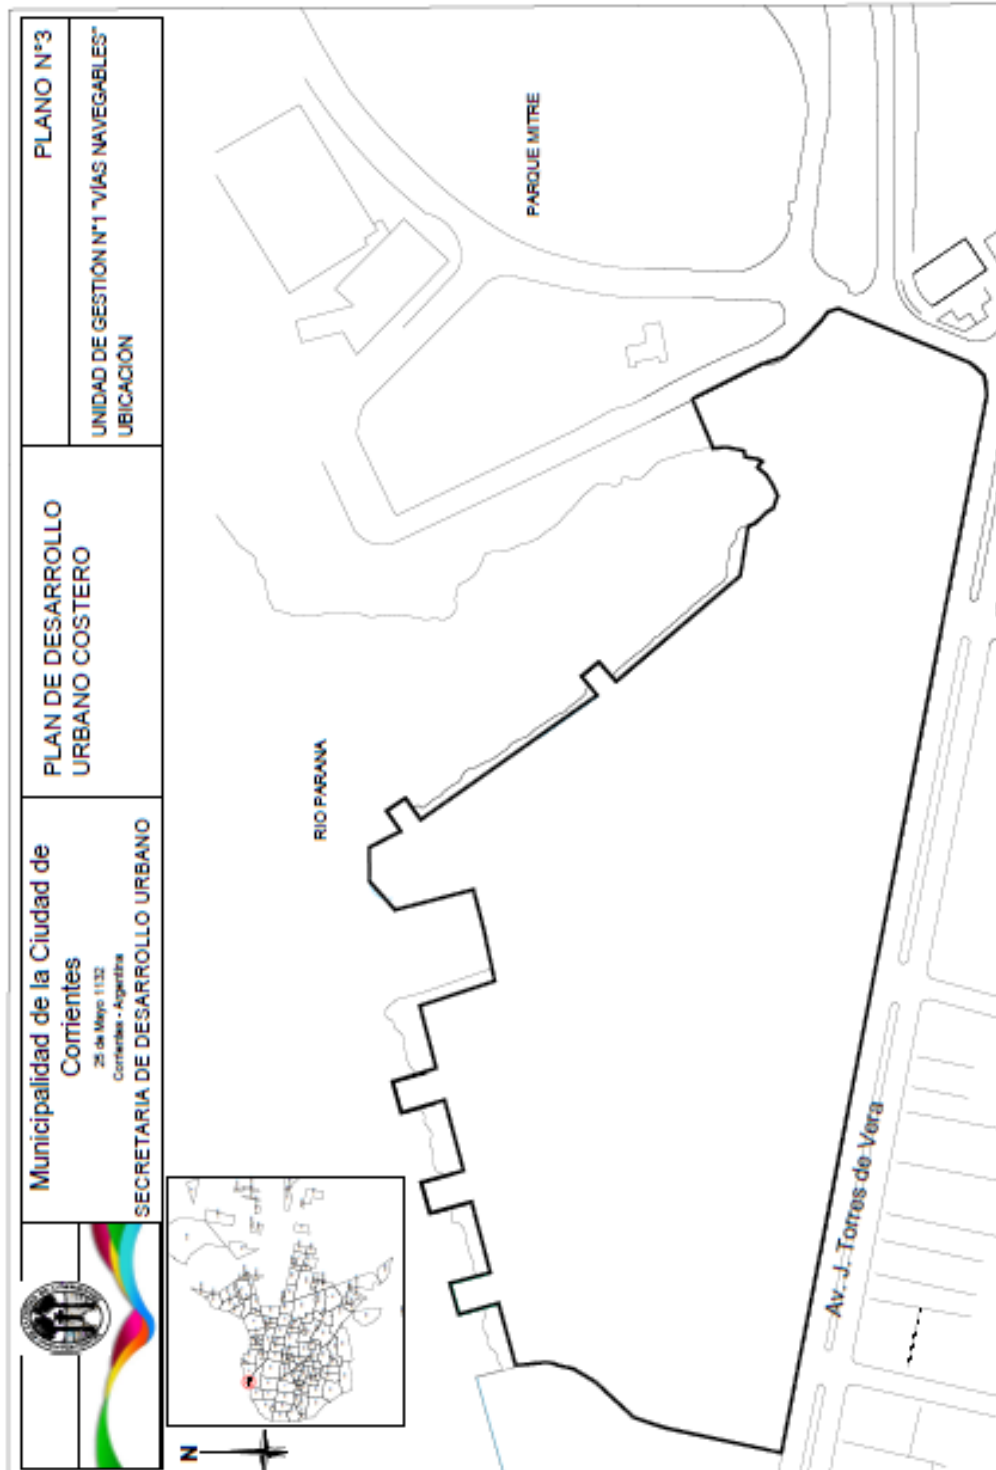 Municipalidad de la Ciudad de
Corrientes
25 de Mayo 1132
Corrientes - Argentina
SECRETARIA DE DESARROLLO URBANO
PLAN DE DESARROLLO
URBANO COSTERO
PLANO N°3
UNIDAD DE GESTIÓN N°1 "VÍAS NAVEGABLES"
UBICACIÓN
N
RIO PARANA
PARQUE MITRE
Av. J. Torres de Vera